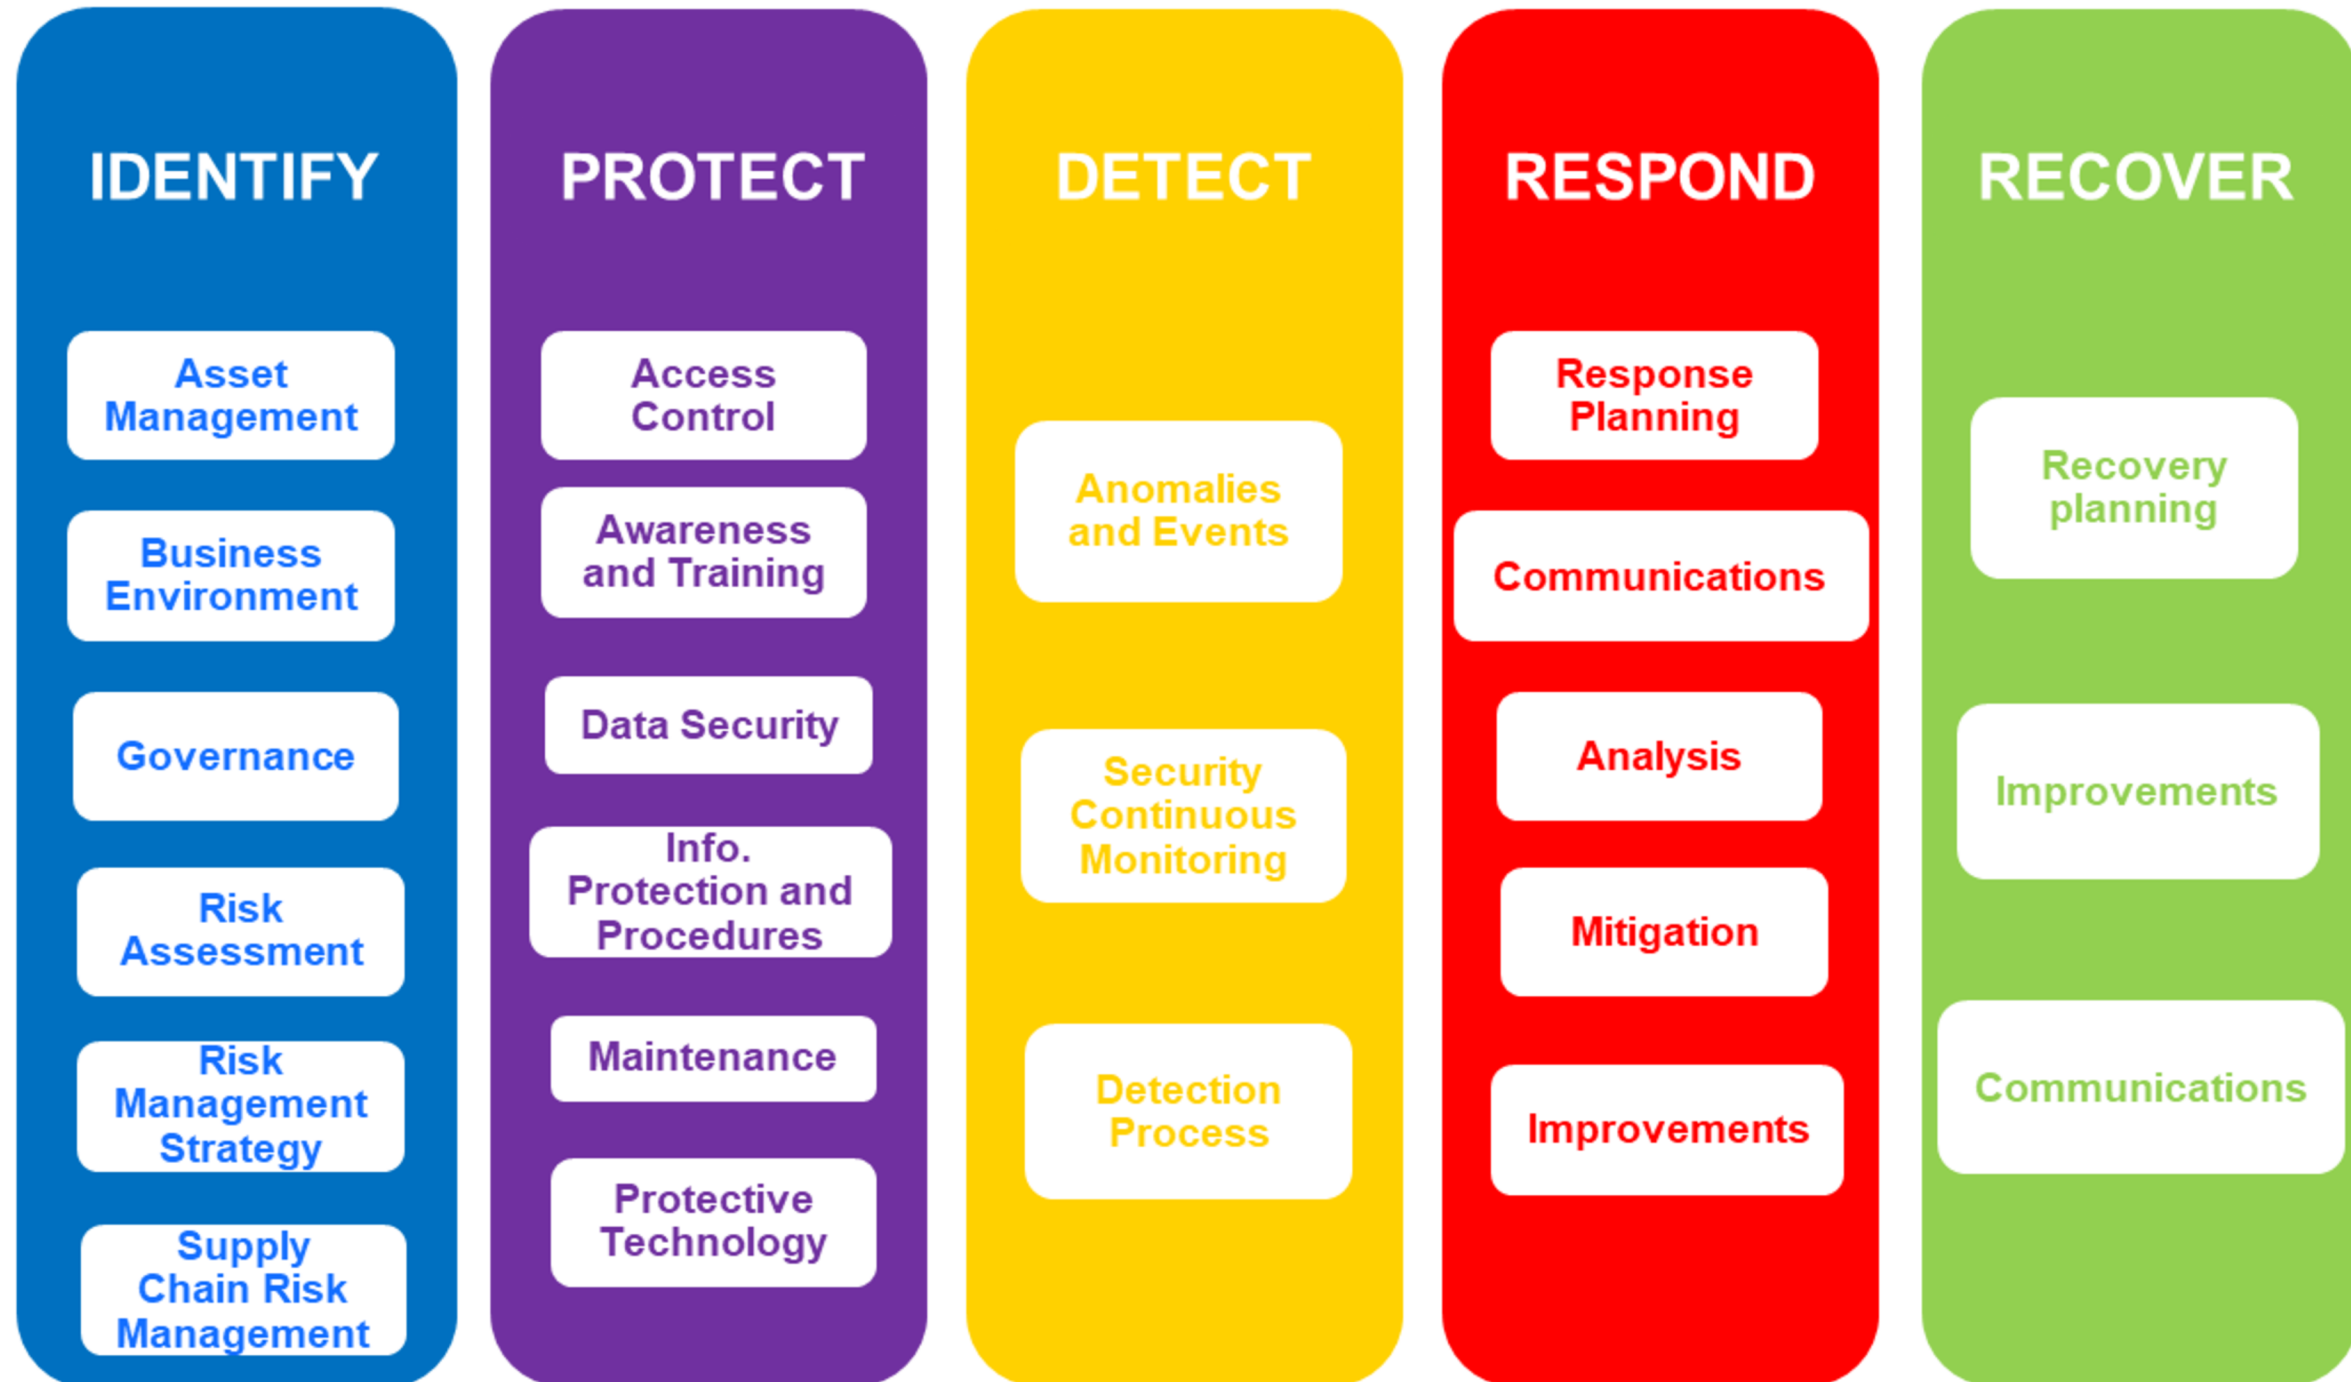 IDENTIFY
Asset
Management
Business
Environment
Governance
Risk
Assessment
Risk
Management
Strategy
Supply
Chain Risk
Management
PROTECT
Access
Control
Awareness
and Training
Data Security
Info.
Protection and
Procedures
Maintenance
Protective
Technology
DETECT
Anomalies
and Events
Security
Continuous
Monitoring
Detection
Process
RESPOND
Response
Planning
Communications
Analysis
Mitigation
Improvements
RECOVER
Recovery
planning
Improvements
Communications